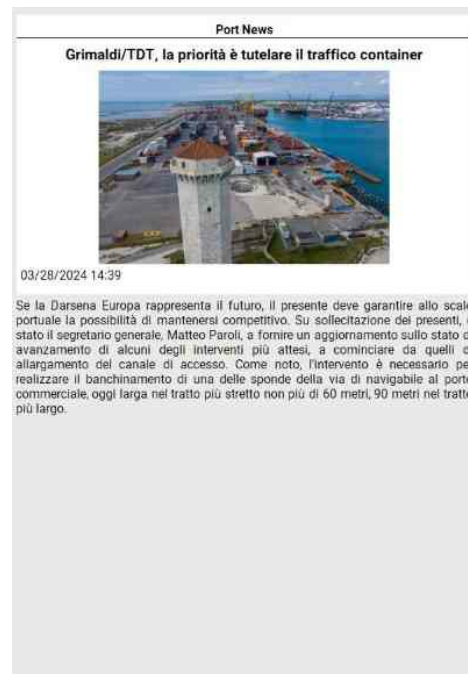 Port News
Grimaldi/TDT, la priorità è tutelare il traffico container
03/28/2024 14:39
Se la Darsena Europa rappresenta il futuro, il presente deve garantire allo scal
portuale la possibilità di mantenersi competitivo. Su sollecitazione dei presenti,
stato il segretario generale, Matteo Paroli, a fornire un aggiornamento sullo stato d
avanzamento di alcuni degli interventi più attesi, a cominciare da quelli d
allargamento del canale di accesso. Come noto, l'intervento è necessario pe
realizzare il banchinamento di una delle sponde della via di navigabile al port
commerciale, oggi larga nel tratto più stretto non più di 60 metri, 90 metri nel tratt
più largo.